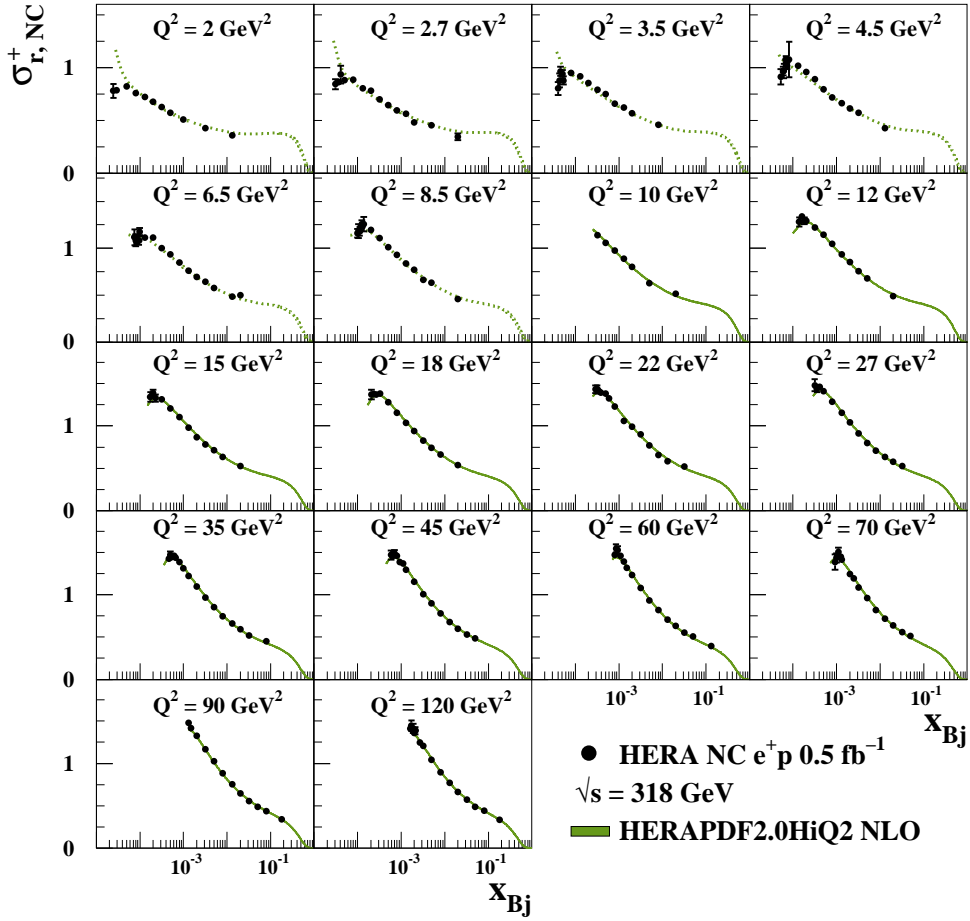 σ⁺r, NC
Q² = 2 GeV² Q² = 2.7 GeV² Q² = 3.5 GeV² Q² = 4.5 GeV²
1
0
Q² = 6.5 GeV² Q² = 8.5 GeV² Q² = 10 GeV² Q² = 12 GeV²
1
0
Q² = 15 GeV² Q² = 18 GeV² Q² = 22 GeV² Q² = 27 GeV²
1
0
Q² = 35 GeV² Q² = 45 GeV² Q² = 60 GeV² Q² = 70 GeV²
1
0
10⁻³ 10⁻¹ 10⁻³ 10⁻¹
xBj
Q² = 90 GeV² Q² = 120 GeV²
1
0
10⁻³ 10⁻¹ 10⁻³ 10⁻¹
xBj
HERA NC e⁺p 0.5 fb⁻¹
√s = 318 GeV
HERAPDF2.0HiQ2 NLO